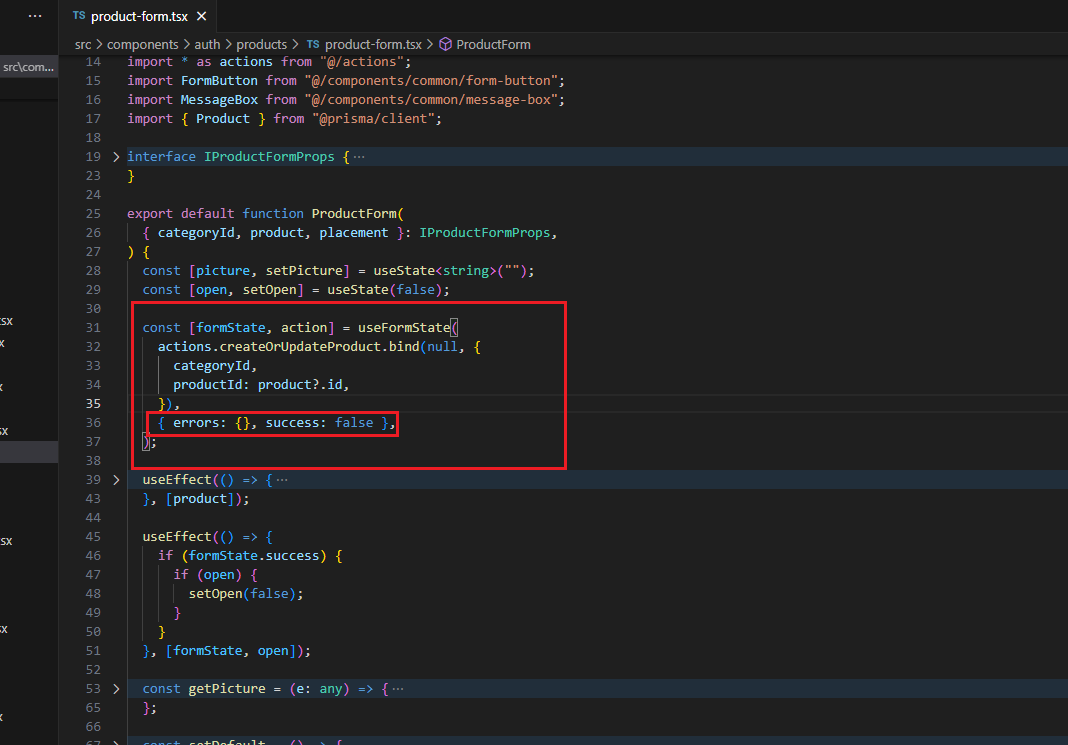 ···
TS product-form.tsx ×
src > components > auth > products > TS product-form.tsx > ProductForm
src\com...
14 import * as actions from "@/actions";
15 import FormButton from "@/components/common/form-button";
16 import MessageBox from "@/components/common/message-box";
17 import { Product } from "@prisma/client";
18
19 > interface IProductFormProps { ···
23 }
24
25 export default function ProductForm(
26 { categoryId, product, placement }: IProductFormProps,
27 ) {
28 const [picture, setPicture] = useState<string>("");
29 const [open, setOpen] = useState(false);
30
31 const [formState, action] = useFormState(
32 actions.createOrUpdateProduct.bind(null, {
33 categoryId,
34 productId: product?.id,
35 }),
36 { errors: {}, success: false },
37 );
38
39 > useEffect(() => { ···
43 }, [product]);
44
45 useEffect(() => {
46 if (formState.success) {
47 if (open) {
48 setOpen(false);
49 }
50 }
51 }, [formState, open]);
52
53 > const getPicture = (e: any) => { ···
65 };
66
67 > const setDefault = () => {